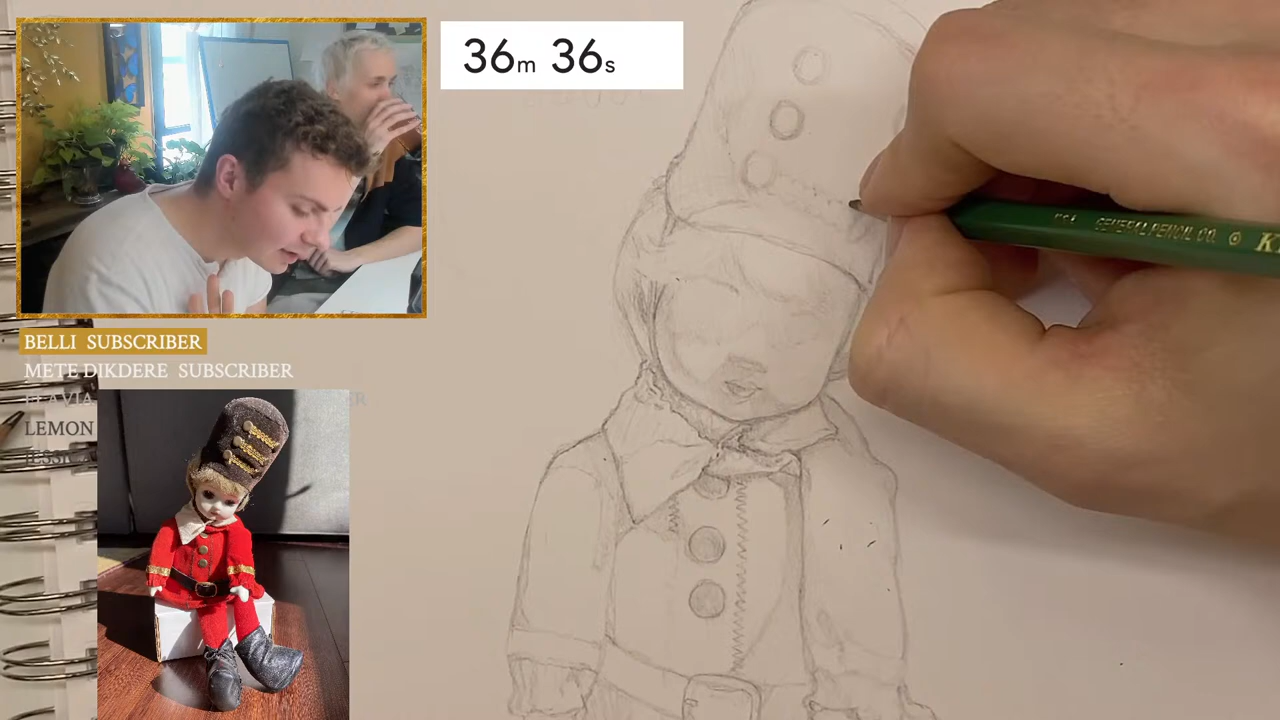 36m 36s
BELLI SUBSCRIBER
METE DIKDERE SUBSCRIBER
LEMON
GENERAL PENCIL CO.